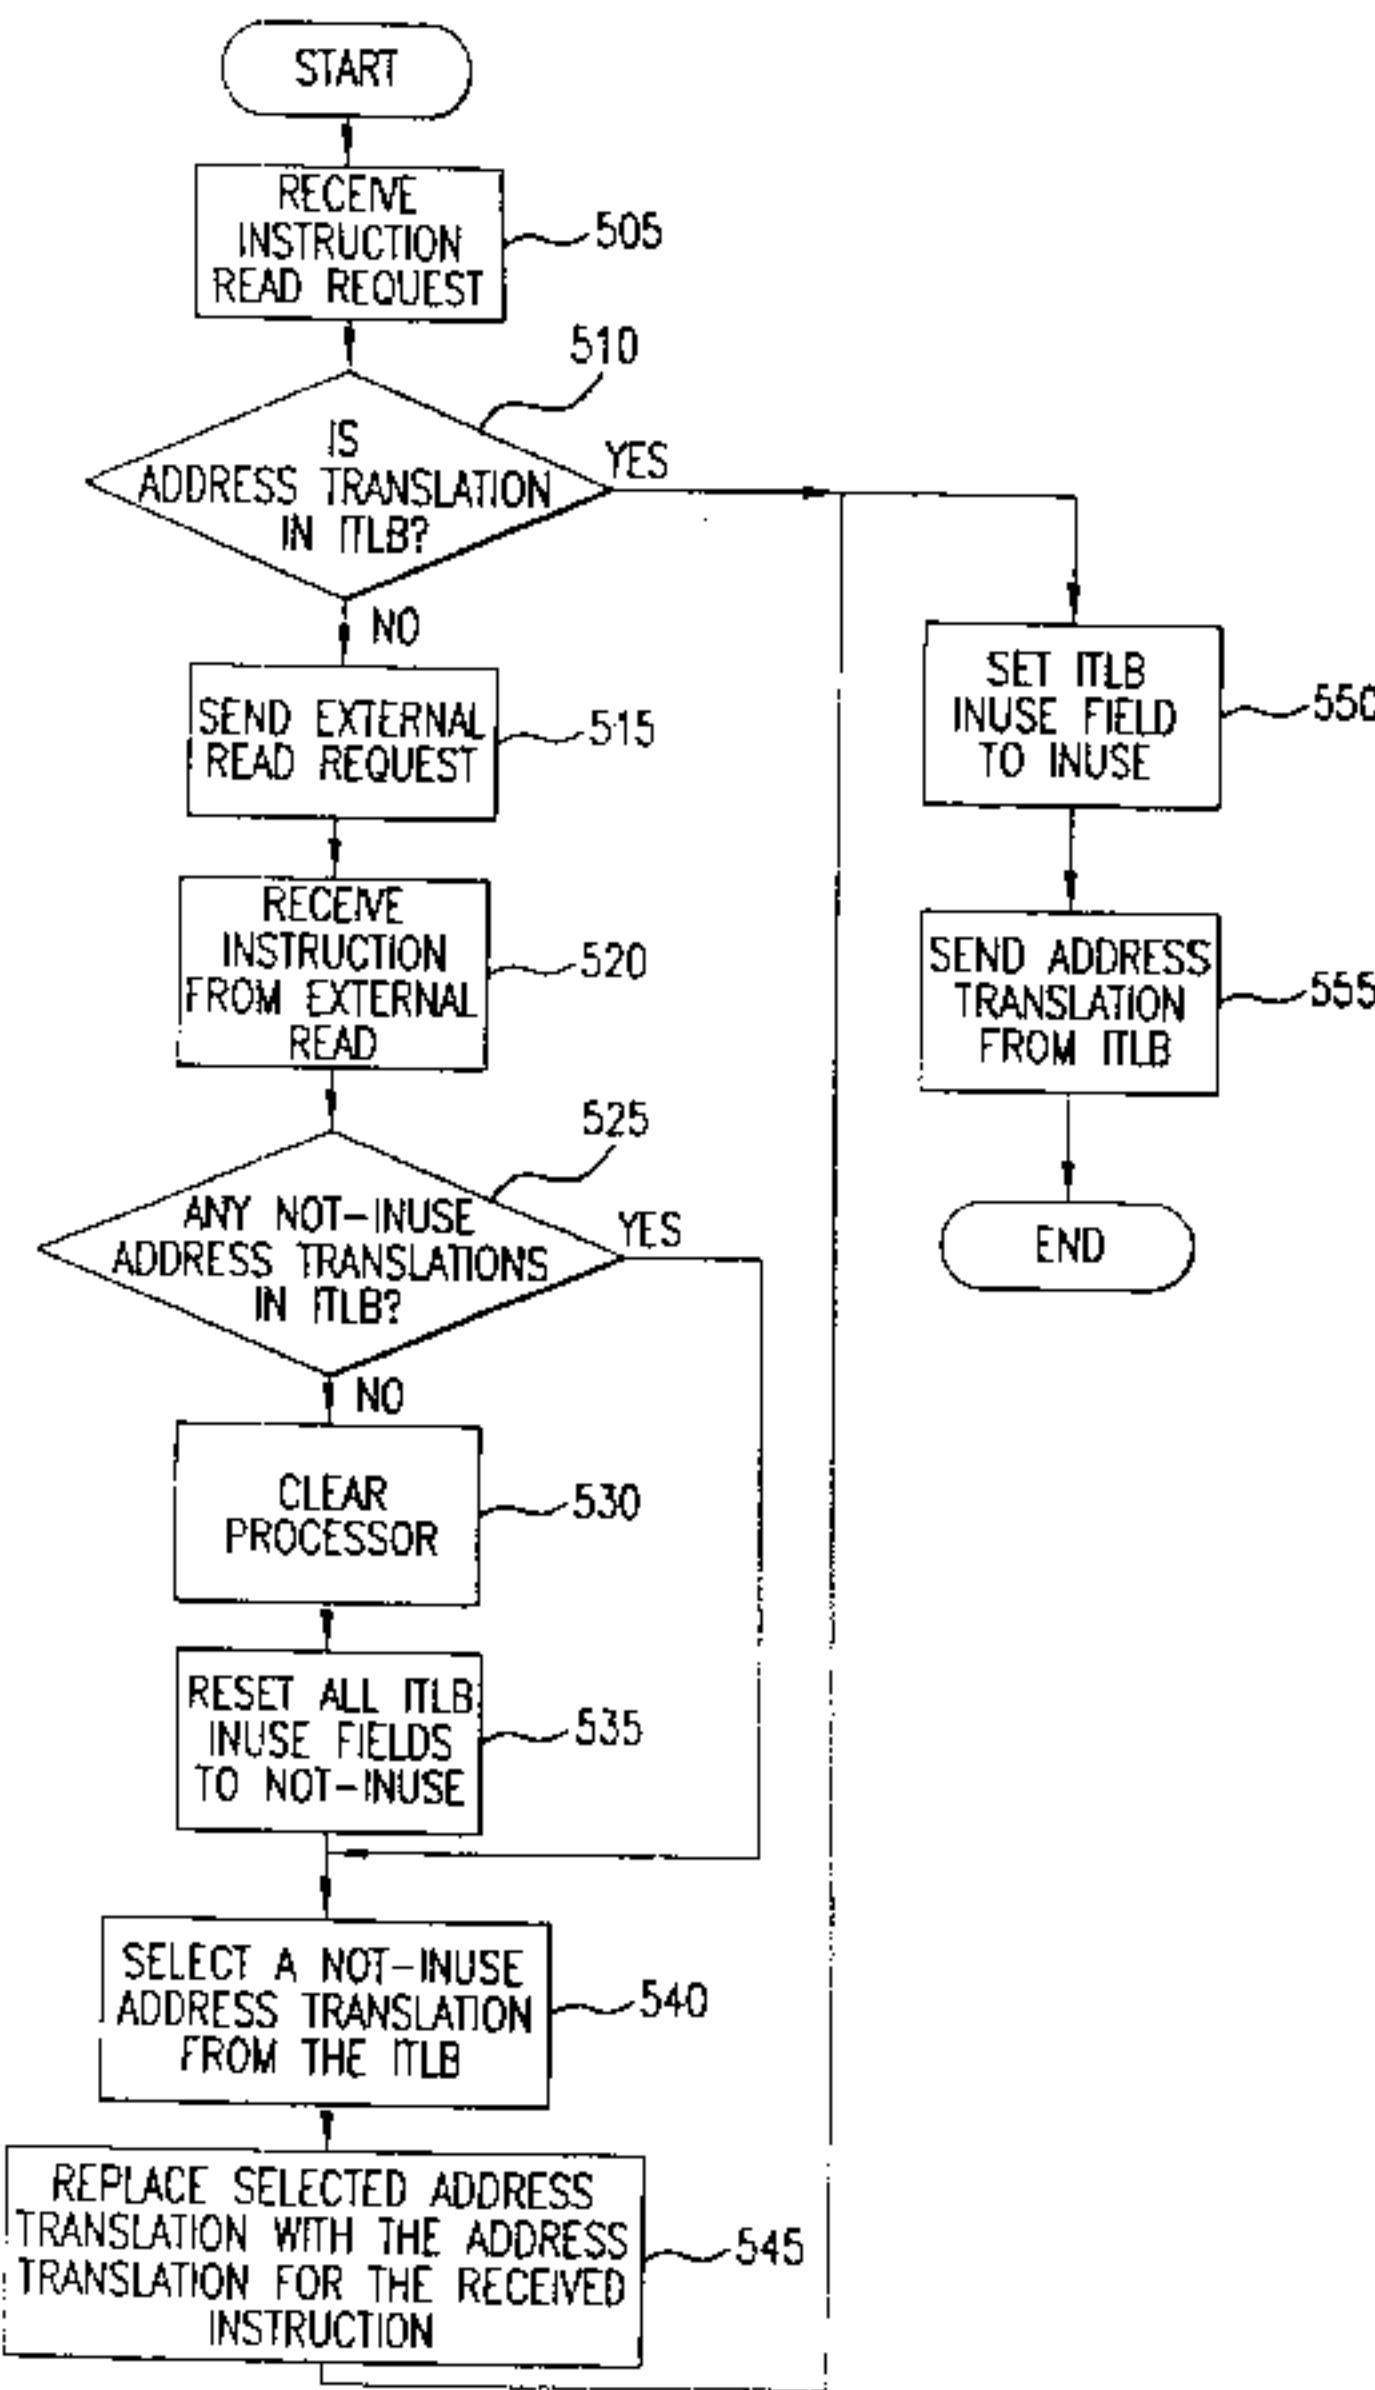 START
RECEIVE
INSTRUCTION
READ REQUEST
505
510
IS
ADDRESS TRANSLATION
IN ITLB?
YES
NO
SEND EXTERNAL
READ REQUEST
515
RECEIVE
INSTRUCTION
FROM EXTERNAL
READ
520
525
ANY NOT-INUSE
ADDRESS TRANSLATIONS
IN ITLB?
YES
NO
CLEAR
PROCESSOR
530
RESET ALL ITLB
INUSE FIELDS
TO NOT-INUSE
535
SELECT A NOT-INUSE
ADDRESS TRANSLATION
FROM THE ITLB
540
REPLACE SELECTED ADDRESS
TRANSLATION WITH THE ADDRESS
TRANSLATION FOR THE RECEIVED
INSTRUCTION
545
SET ITLB
INUSE FIELD
TO INUSE
550
SEND ADDRESS
TRANSLATION
FROM ITLB
555
END